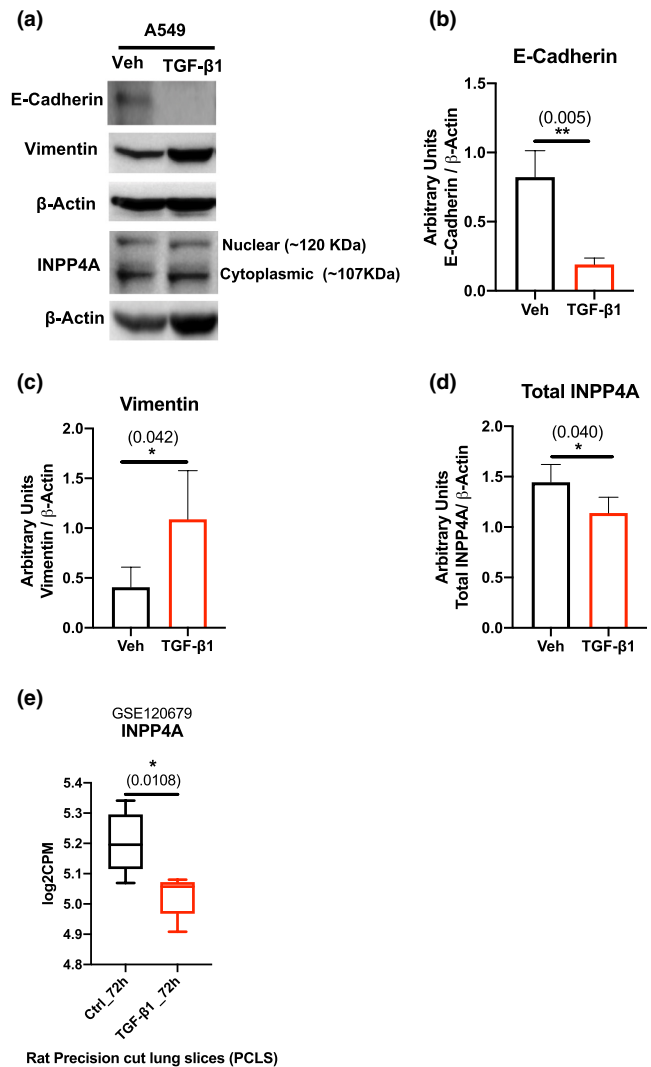 (a)
A549
Veh TGF-β1
E-Cadherin
Vimentin
β-Actin
INPP4A
Nuclear (~120 KDa)
Cytoplasmic (~107KDa)
β-Actin
(b)
E-Cadherin
Arbitrary Units
E-Cadherin / β-Actin
1.5
1.0
0.5
0.0
(0.005)
**
Veh TGF-β1
(c)
Vimentin
Arbitrary Units
Vimentin / β-Actin
2.0
1.5
1.0
0.5
0.0
(0.042)
*
Veh TGF-β1
(d)
Total INPP4A
Arbitrary Units
Total INPP4A/ β-Actin
2.0
1.5
1.0
1.5
0.0
(0.040)
*
Veh TGF-β1
(e)
GSE120679
INPP4A
*
(0.0108)
log2CPM
5.4
5.3
5.2
5.1
5.0
4.9
4.8
Ctrl_72h
TGF-β1_72h
Rat Precision cut lung slices (PCLS)